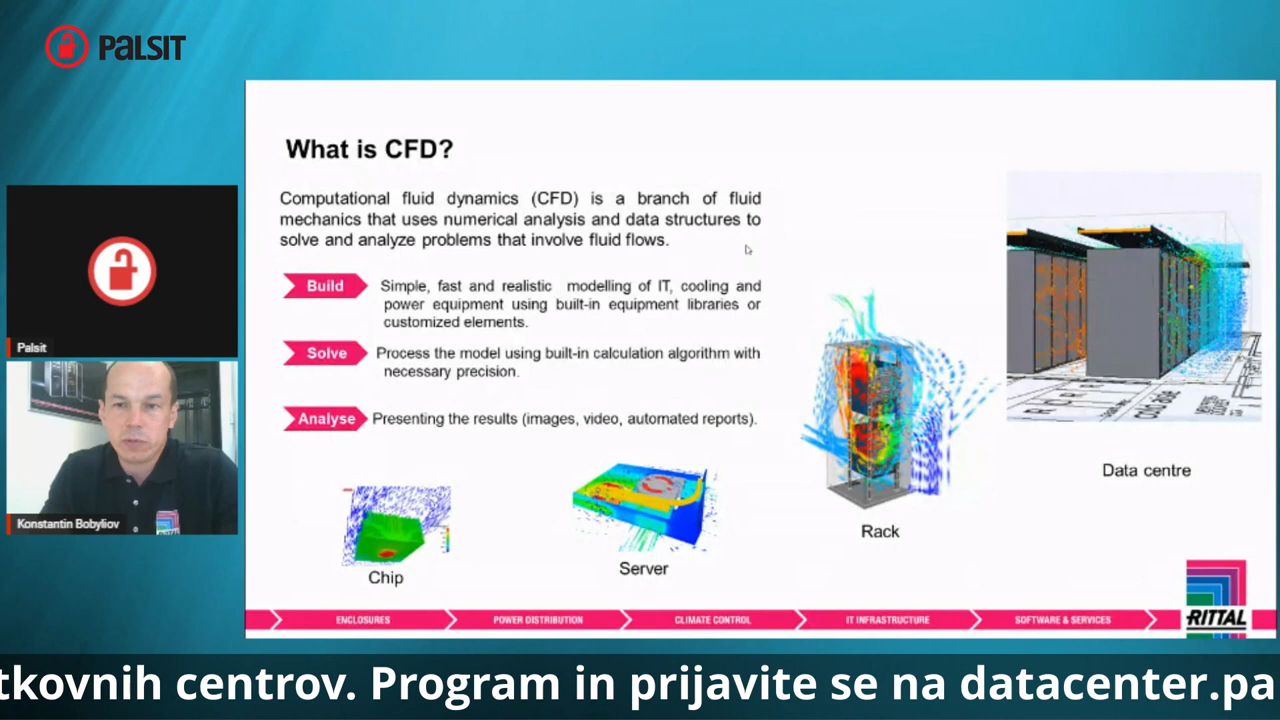 PALSIT
What is CFD?
Computational fluid dynamics (CFD) is a branch of fluid
mechanics that uses numerical analysis and data structures to
solve and analyze problems that involve fluid flows.
Build
Simple, fast and realistic modelling of IT, cooling and
power equipment using built-in equipment libraries or
customized elements.
Solve
Process the model using built-in calculation algorithm with
necessary precision.
Analyse
Presenting the results (images, video, automated reports).
Chip
Server
Rack
Data centre
Palsit
Konstantin Bobyliov
ENCLOSURES
POWER DISTRIBUTION
CLIMATE CONTROL
IT INFRASTRUCTURE
SOFTWARE & SERVICES
RITTAL
tkovnih centrov. Program in prijavite se na datacenter.pa